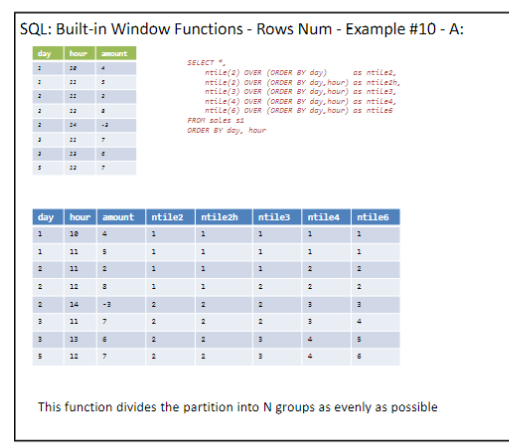 SQL: Built-in Window Functions - Rows Num - Example #10 - A:
day hour amount
1 10 4
1 11 5
2 11 2
2 12 8
2 14 -3
3 11 7
3 13 6
5 12 7
SELECT *,
ntile(2) OVER (ORDER BY day) as ntile2,
ntile(2) OVER (ORDER BY day,hour) as ntile2h,
ntile(3) OVER (ORDER BY day,hour) as ntile3,
ntile(4) OVER (ORDER BY day,hour) as ntile4,
ntile(6) OVER (ORDER BY day,hour) as ntile6
FROM sales s1
ORDER BY day, hour
day hour amount ntile2 ntile2h ntile3 ntile4 ntile6
1 10 4 1 1 1 1 1
1 11 5 1 1 1 1 1
2 11 2 1 1 1 2 2
2 12 8 1 1 2 2 2
2 14 -3 2 2 2 3 3
3 11 7 2 2 2 3 4
3 13 6 2 2 3 4 5
5 12 7 2 2 3 4 6
This function divides the partition into N groups as evenly as possible